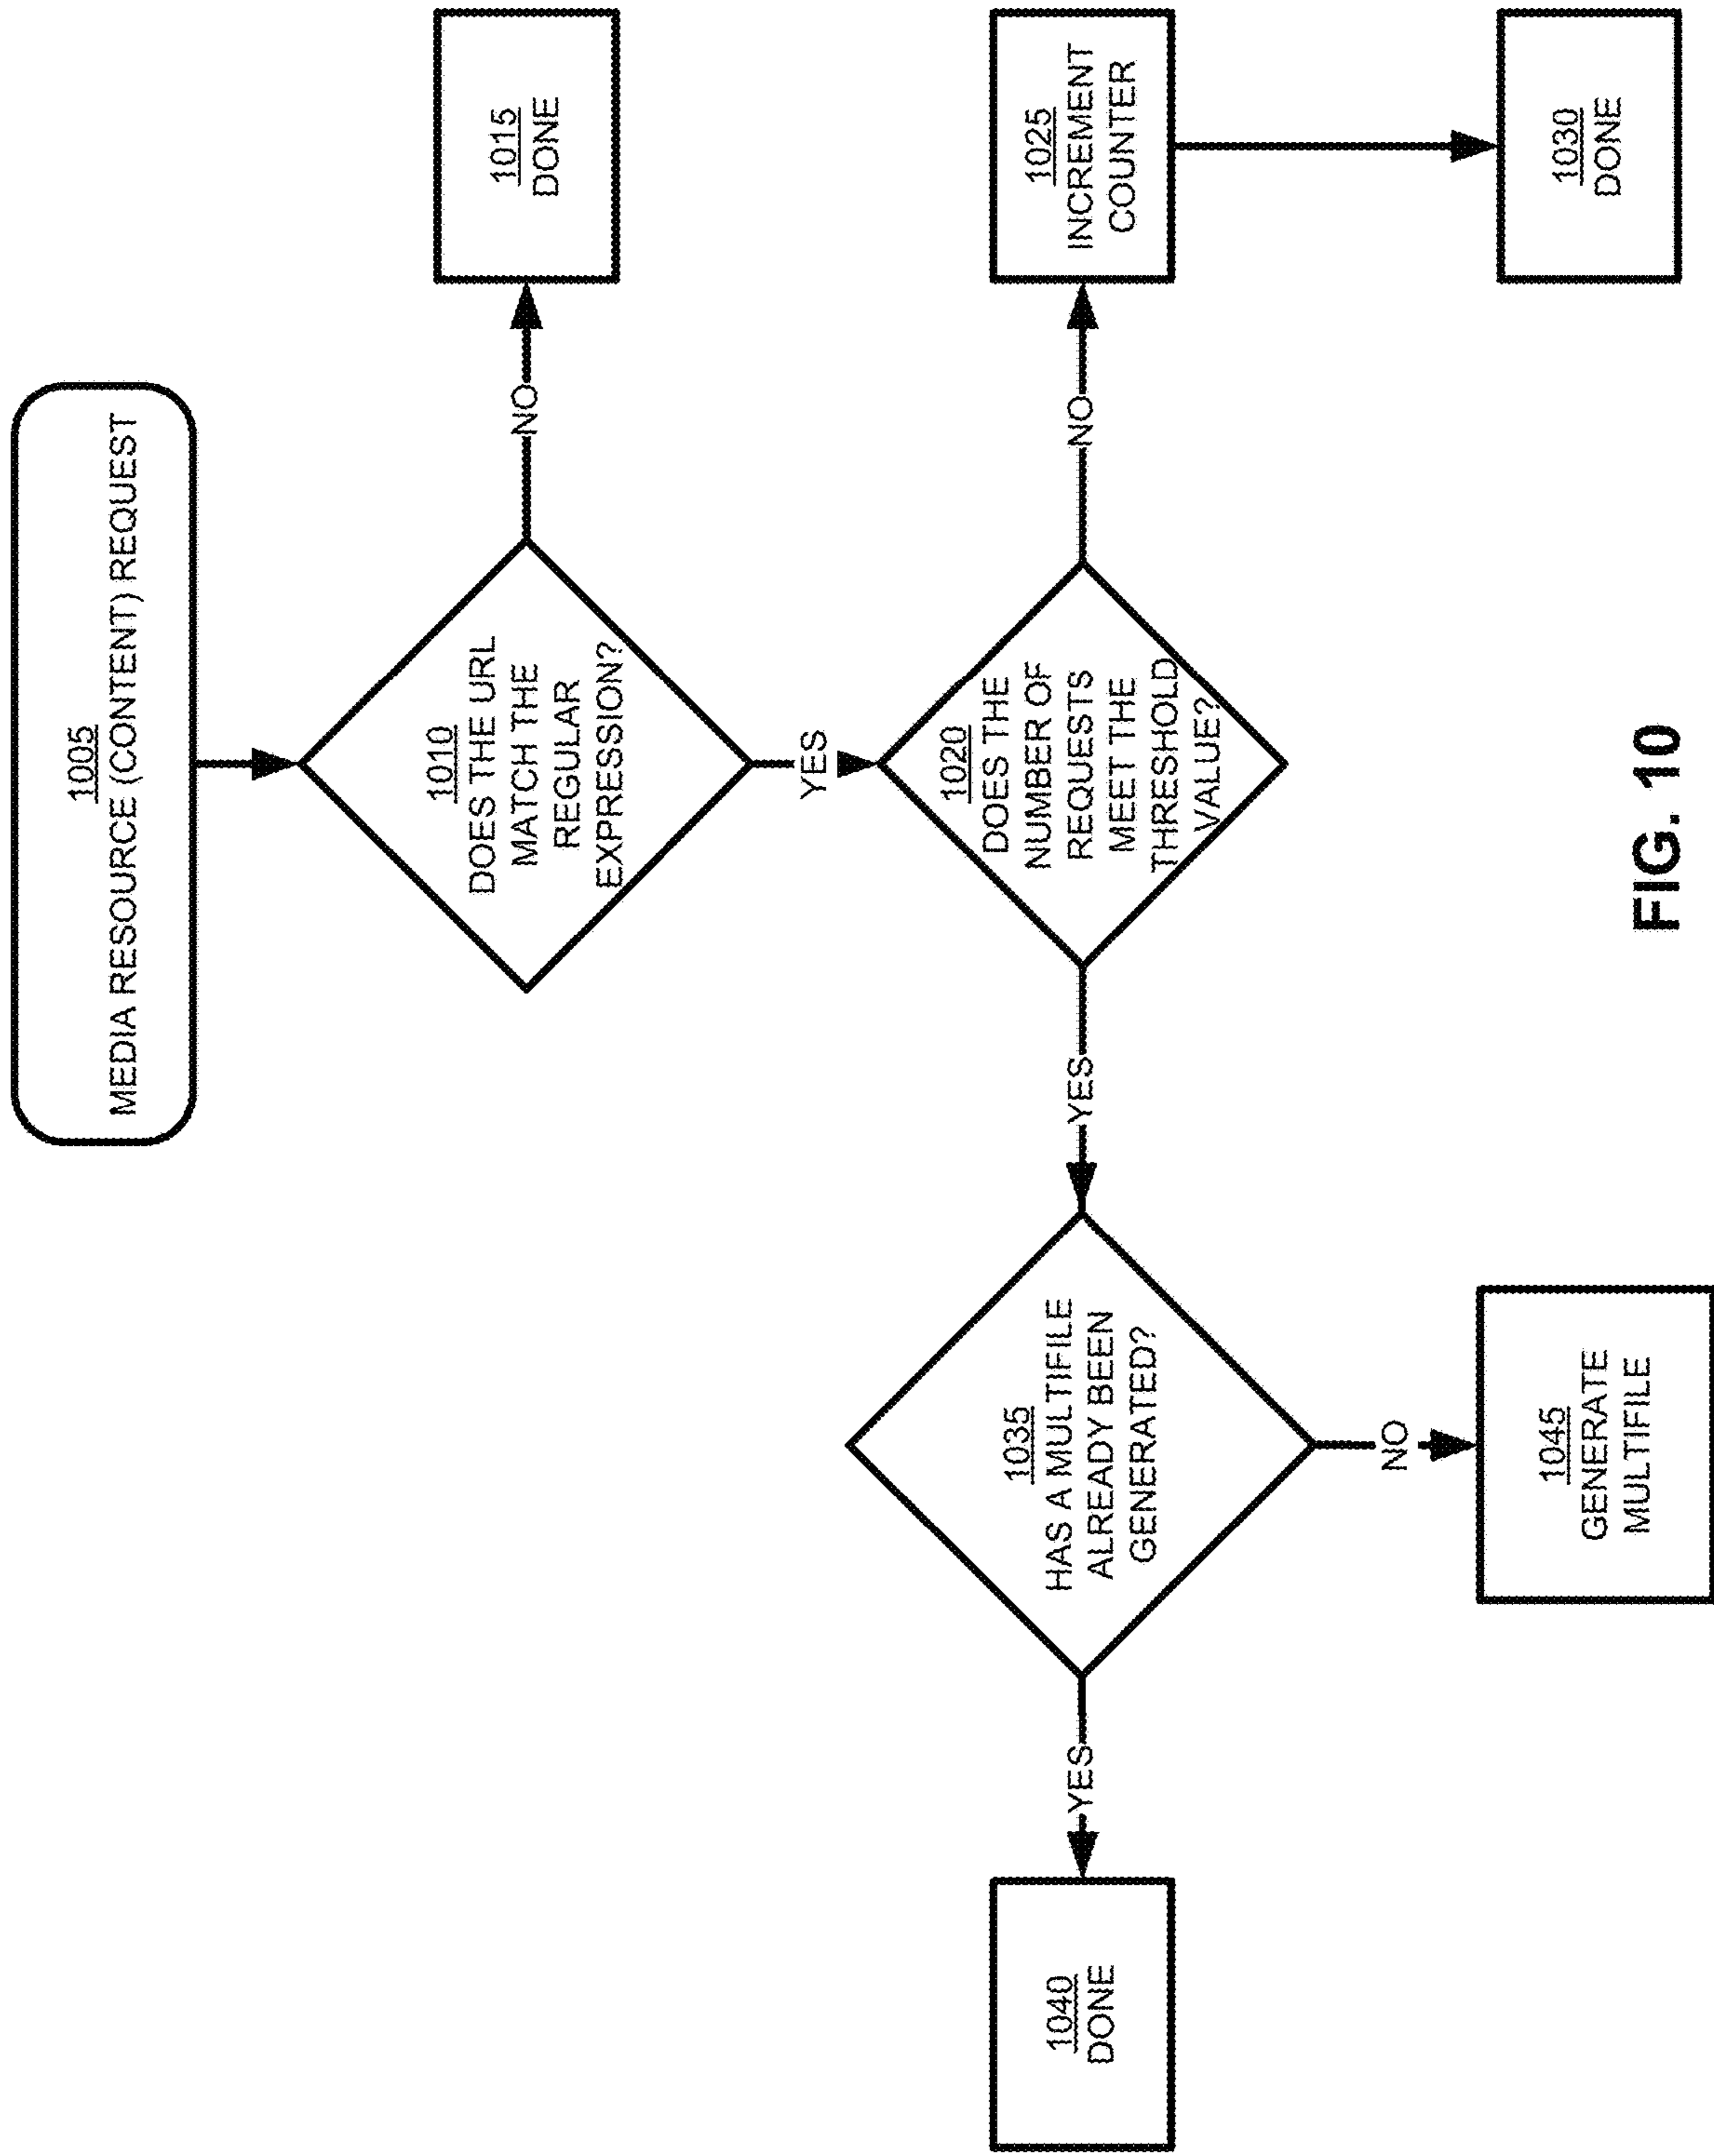 1005
MEDIA RESOURCE (CONTENT) REQUEST
1010
DOES THE URL
MATCH THE
REGULAR
EXPRESSION?
NO
1015
DONE
YES
1020
DOES THE
NUMBER OF
REQUESTS
MEET THE
THRESHOLD
VALUE?
NO
1025
INCREMENT
COUNTER
1030
DONE
YES
1035
HAS A MULTIFILE
ALREADY BEEN
GENERATED?
YES
1040
DONE
NO
1045
GENERATE
MULTIFILE
FIG. 10